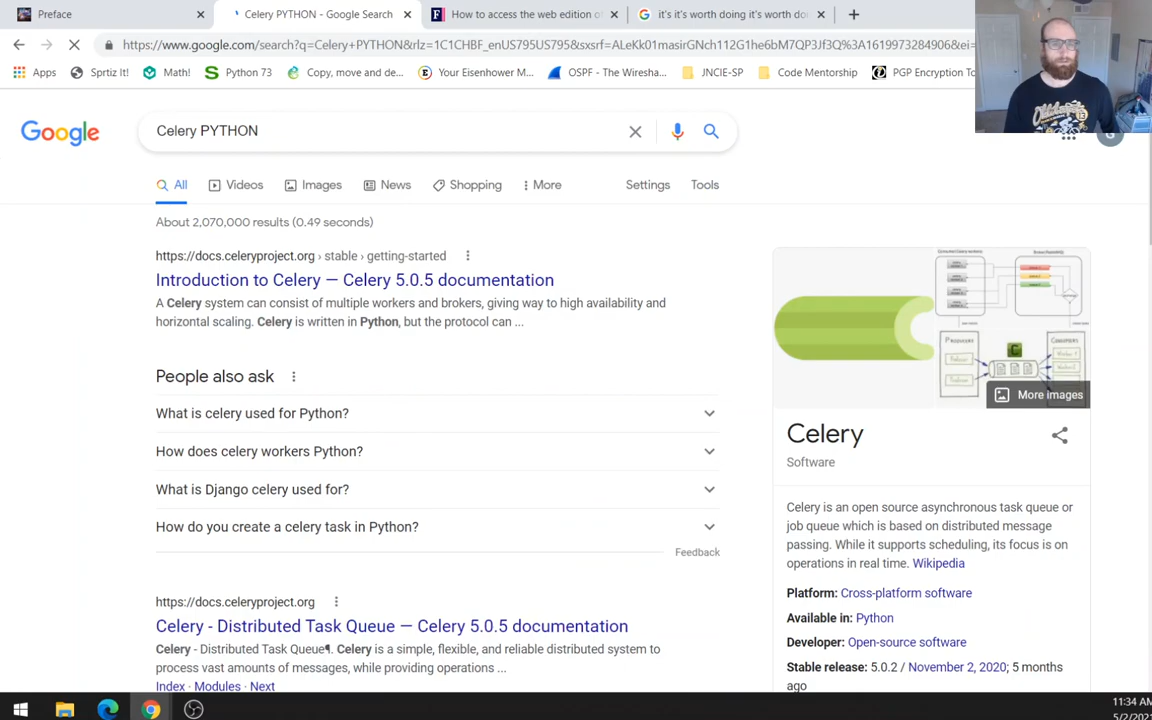 Preface
Celery PYTHON - Google Search
How to access the web edition of
it's it's worth doing it's worth do
https://www.google.com/search?q=Celery+PYTHON&rlz=1C1CHBF_enUS795US795&sxsrf=ALeKk01masirGNch112G1he6bM7QP3Jf3Q%3A1619973284906&ei=
Apps
Sprtiz It!
Math!
Python 73
Copy, move and de...
Your Eisenhower M...
OSPF - The Wiresha...
JNCIE-SP
Code Mentorship
PGP Encryption To
Google
Celery PYTHON
All
Videos
Images
News
Shopping
More
Settings
Tools
About 2,070,000 results (0.49 seconds)
https://docs.celeryproject.org › stable › getting-started
Introduction to Celery — Celery 5.0.5 documentation
A Celery system can consist of multiple workers and brokers, giving way to high availability and
horizontal scaling. Celery is written in Python, but the protocol can ...
People also ask
What is celery used for Python?
How does celery workers Python?
What is Django celery used for?
How do you create a celery task in Python?
Feedback
https://docs.celeryproject.org
Celery - Distributed Task Queue — Celery 5.0.5 documentation
Celery - Distributed Task Queue¶. Celery is a simple, flexible, and reliable distributed system to
process vast amounts of messages, while providing operations ...
Index · Modules · Next
More images
Celery
Software
Celery is an open source asynchronous task queue or
job queue which is based on distributed message
passing. While it supports scheduling, its focus is on
operations in real time. Wikipedia
Platform: Cross-platform software
Available in: Python
Developer: Open-source software
Stable release: 5.0.2 / November 2, 2020; 5 months
ago
11:34 AM